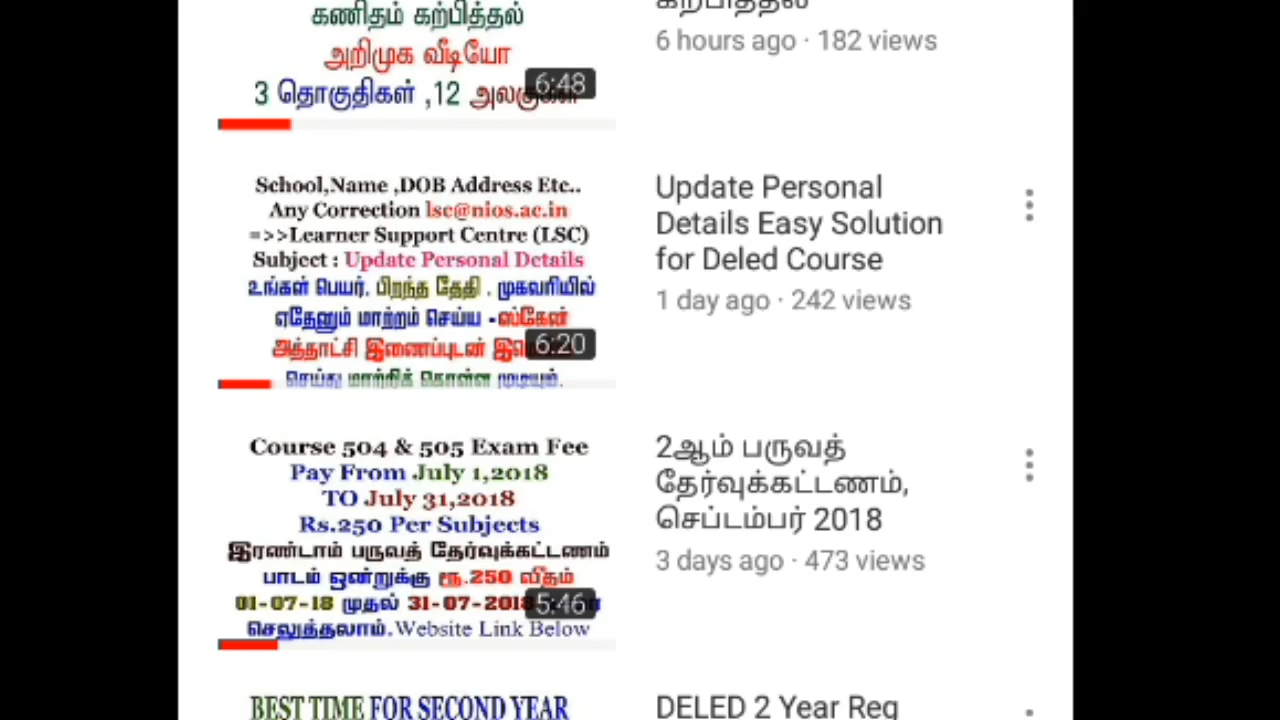 கணிதம் கற்பித்தல்
அறிமுக வீடியோ
3 தொகுதிகள் ,12
6:48
கற்பித்தல்
6 hours ago · 182 views
School,Name ,DOB Address Etc..
Any Correction lsc@nios.ac.in
=>>Learner Support Centre (LSC)
Subject : Update Personal Details
உங்கள் பெயர், பிறந்த தேதி . முகவரியில்
ஏதேனும் மாற்றம் செய்ய -ஸ்கேன்
அத்தாட்சி இணைப்புடன்
6:20
செய்து மாற்றிக் கொள்ள முடியும்.
Update Personal
Details Easy Solution
for Deled Course
1 day ago · 242 views
Course 504 & 505 Exam Fee
Pay From July 1,2018
TO July 31,2018
Rs.250 Per Subjects
இரண்டாம் பருவத் தேர்வுக்கட்டணம்
பாடம் ஒன்றுக்கு ரூ.250 வீதம்
01-07-18 முதல் 31-07-2018
5:46
செலுத்தலாம்.Website Link Below
2ஆம் பருவத்
தேர்வுக்கட்டணம்,
செப்டம்பர் 2018
3 days ago · 473 views
BEST TIME FOR SECOND YEAR
DELED 2 Year Reg